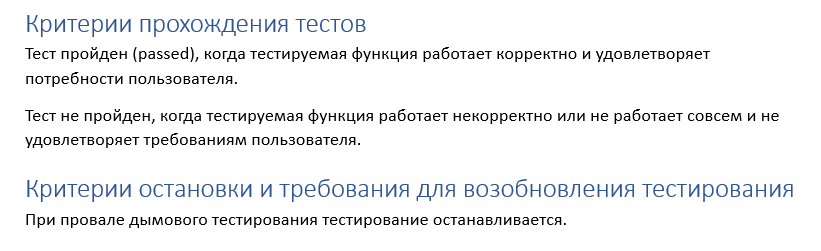 Критерии прохождения тестов
Тест пройден (passed), когда тестируемая функция работает корректно и удовлетворяет
потребности пользователя.
Тест не пройден, когда тестируемая функция работает некорректно или не работает совсем и не
удовлетворяет требованиям пользователя.
Критерии остановки и требования для возобновления тестирования
При провале дымового тестирования тестирование останавливается.